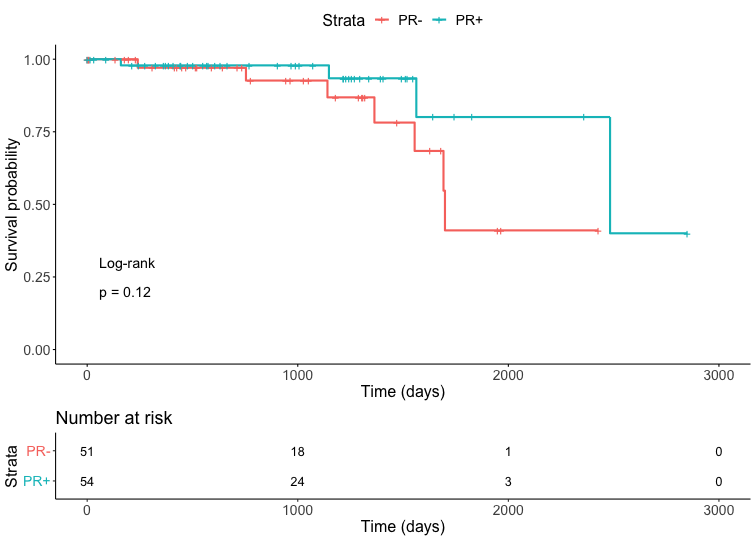 Strata PR- PR+
Survival probability
1.00
0.75
0.50
0.25
0.00
Log-rank
p = 0.12
0 1000 2000 3000
Time (days)
Number at risk
Strata
PR- 51 18 1 0
PR+ 54 24 3 0
0 1000 2000 3000
Time (days)